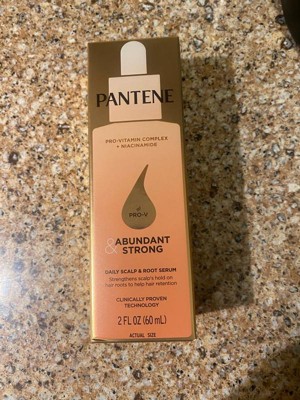 PANTENE
PRO-VITAMIN COMPLEX
+ NIACINAMIDE
PRO-V
ABUNDANT
& STRONG
DAILY SCALP & ROOT SERUM
Strengthens scalp's hold on
hair roots to help hair retention
CLINICALLY PROVEN
TECHNOLOGY
2 FL OZ (60 mL)
ACTUAL SIZE